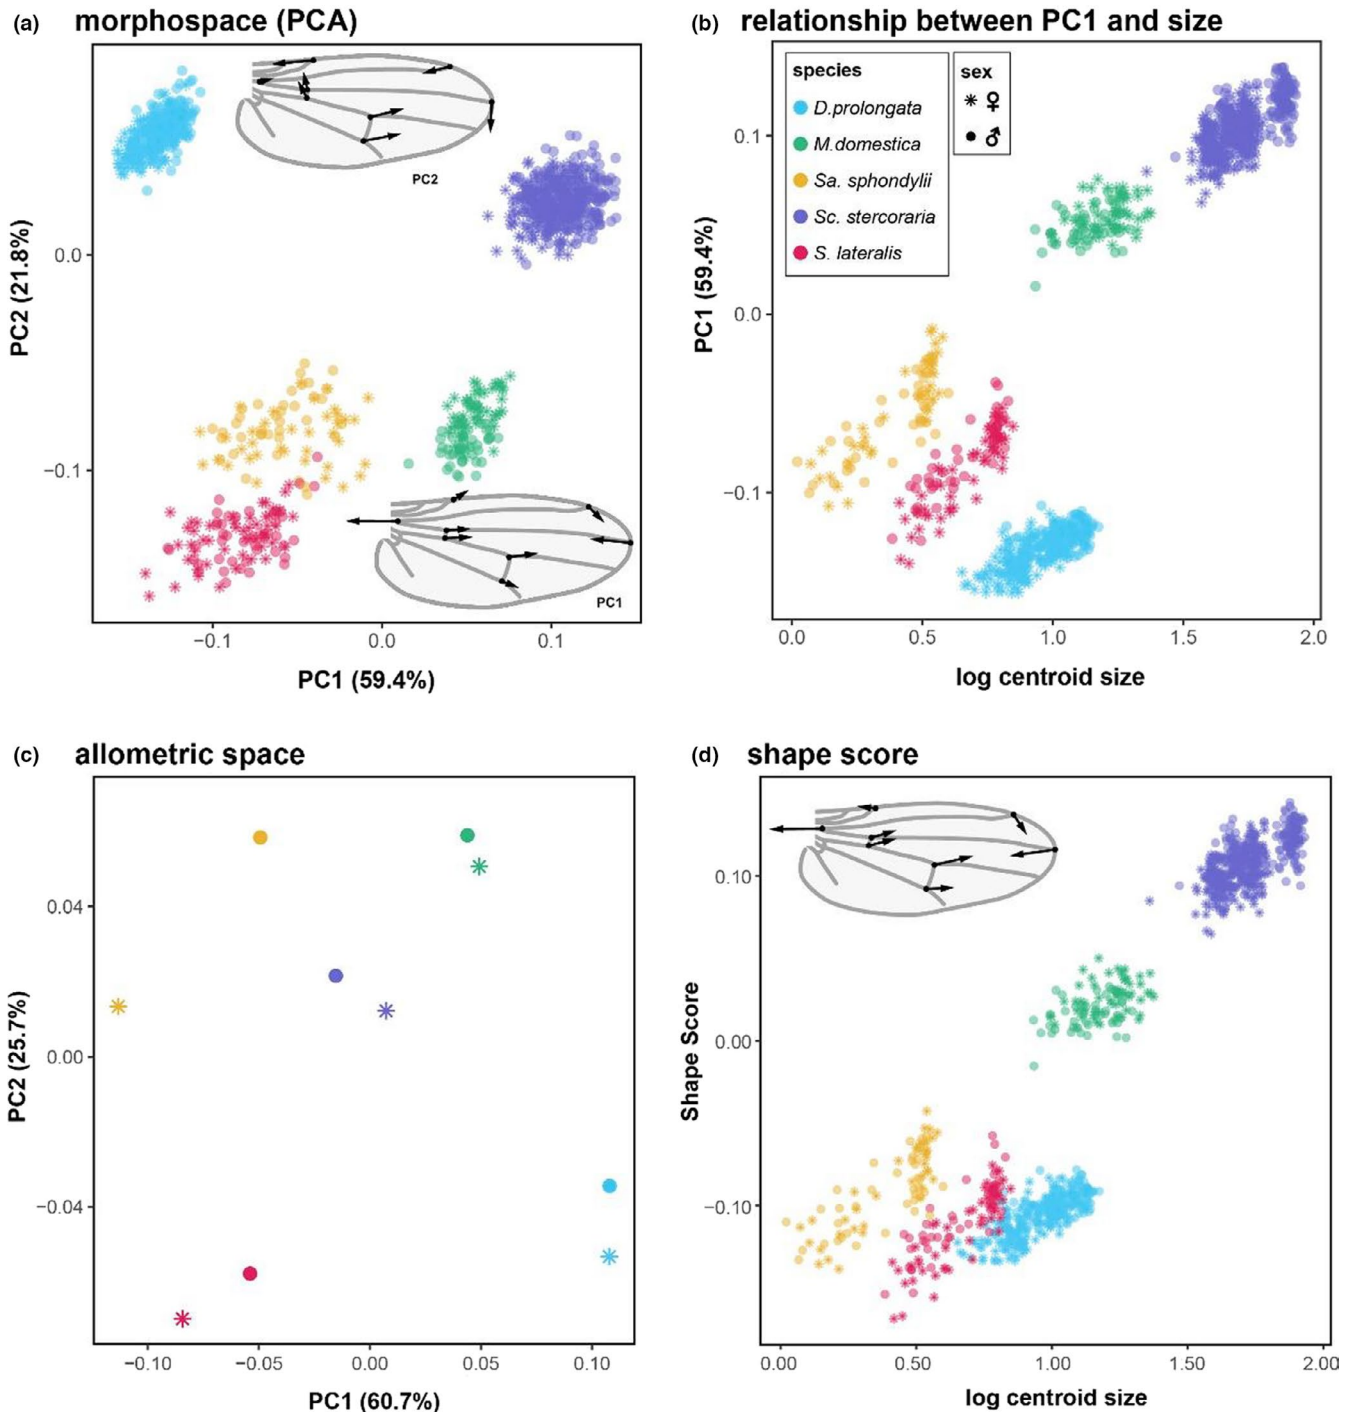 (a) morphospace (PCA)
PC2 (21.8%)
0.0
−0.1
PC2
PC1
−0.1 0.0 0.1
PC1 (59.4%)
(b) relationship between PC1 and size
species
D.prolongata
M.domestica
Sa. sphondylii
Sc. stercoraria
S. lateralis
sex
♀
♂
PC1 (59.4%)
0.1
0.0
−0.1
0.0 0.5 1.0 1.5 2.0
log centroid size
(c) allometric space
PC2 (25.7%)
0.04
0.00
−0.04
−0.10 −0.05 0.00 0.05 0.10
PC1 (60.7%)
(d) shape score
Shape Score
0.10
0.00
−0.10
0.00 0.50 1.00 1.50 2.00
log centroid size